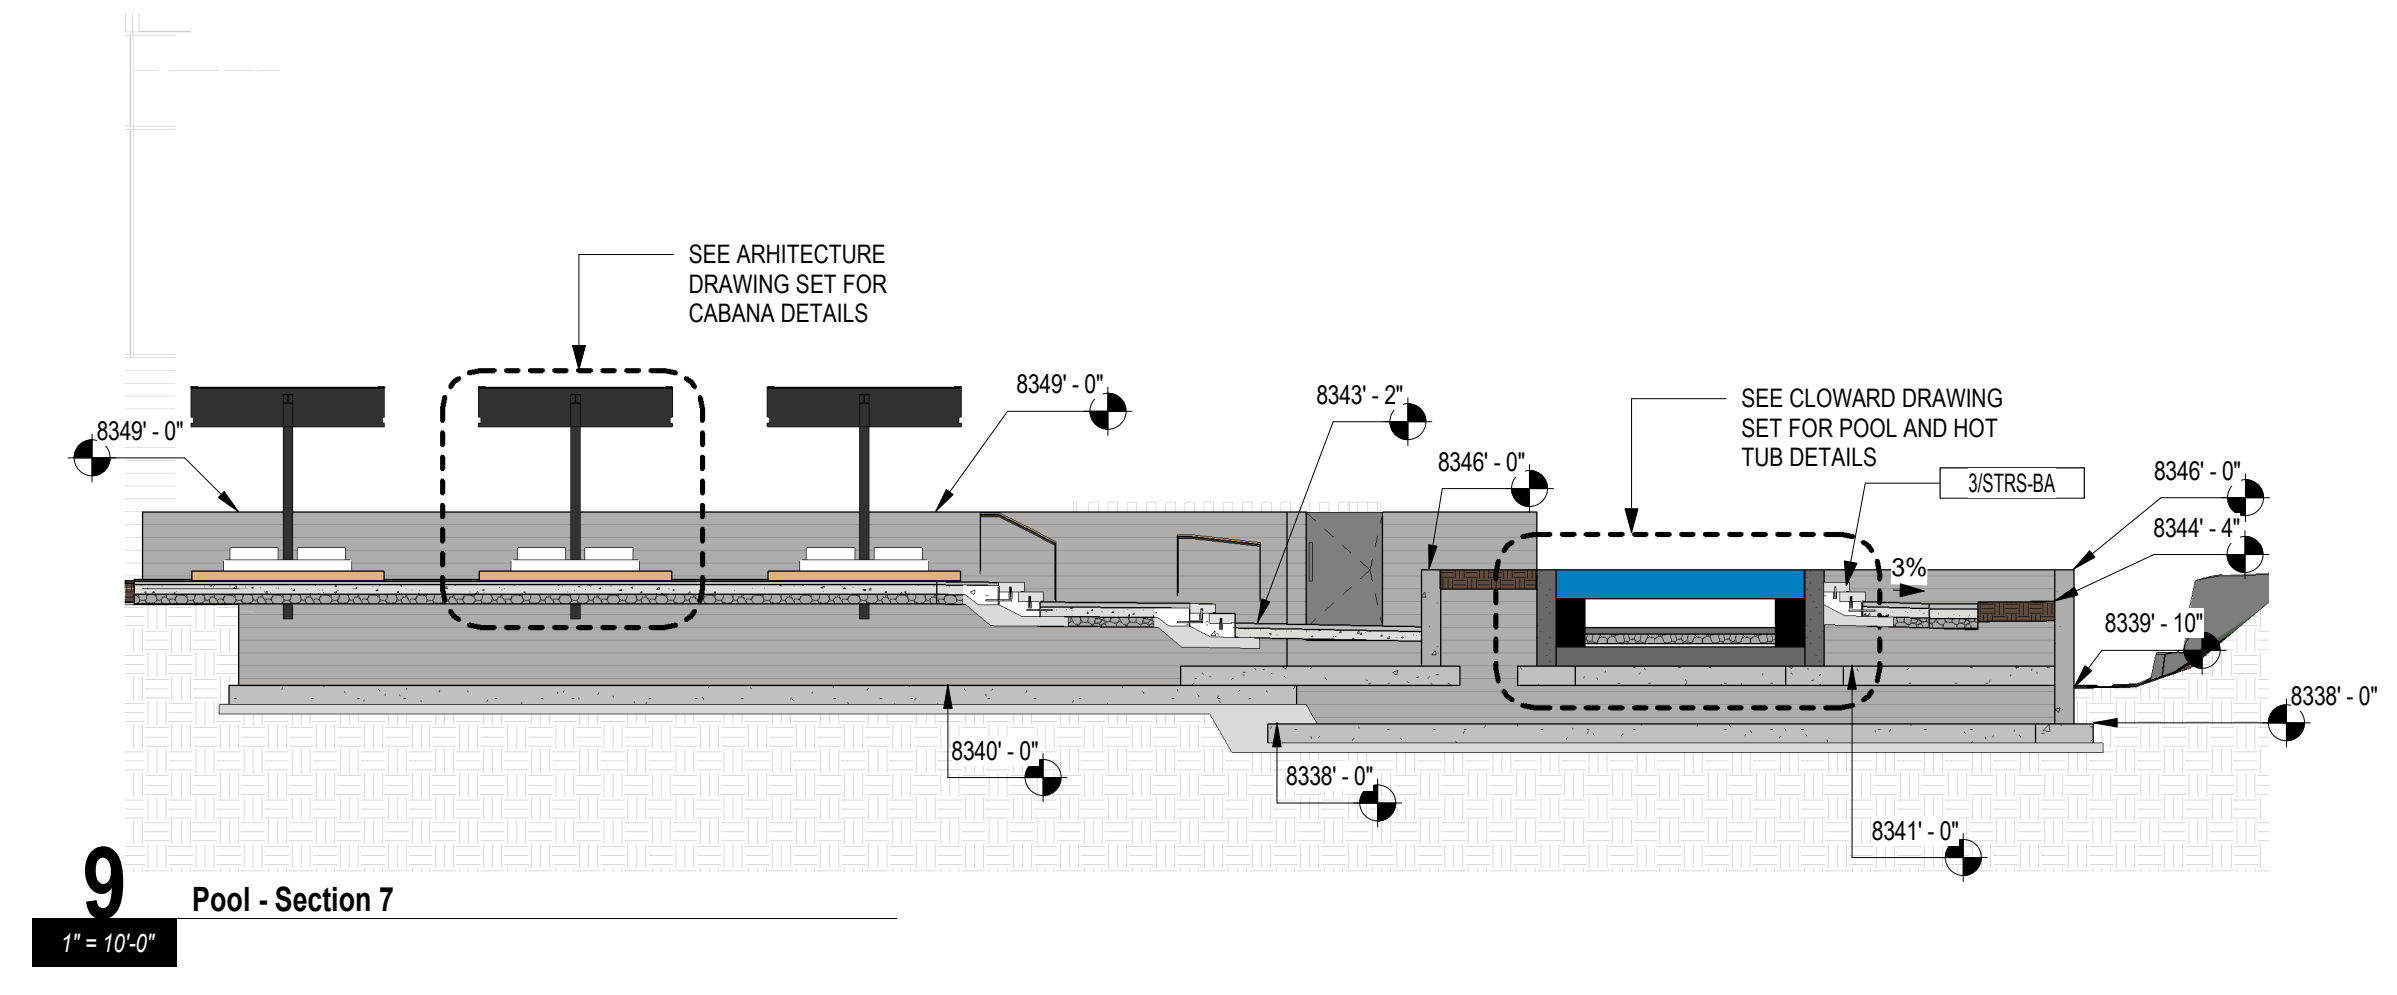 SEE ARHITECTURE
DRAWING SET FOR
CABANA DETAILS
8349' - 0"
8349' - 0"
8343' - 2"
8346' - 0"
SEE CLOWARD DRAWING
SET FOR POOL AND HOT
TUB DETAILS
3/STRS-BA
3%
8346' - 0"
8344' - 4"
8339' - 10"
8338' - 0"
8340' - 0"
8338' - 0"
8341' - 0"
9
Pool - Section 7
1" = 10'-0"